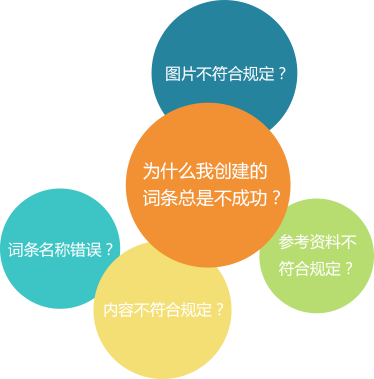 图片不符合规定？
为什么我创建的
词条总是不成功？
词条名称错误？
参考资料不
符合规定？
内容不符合规定？